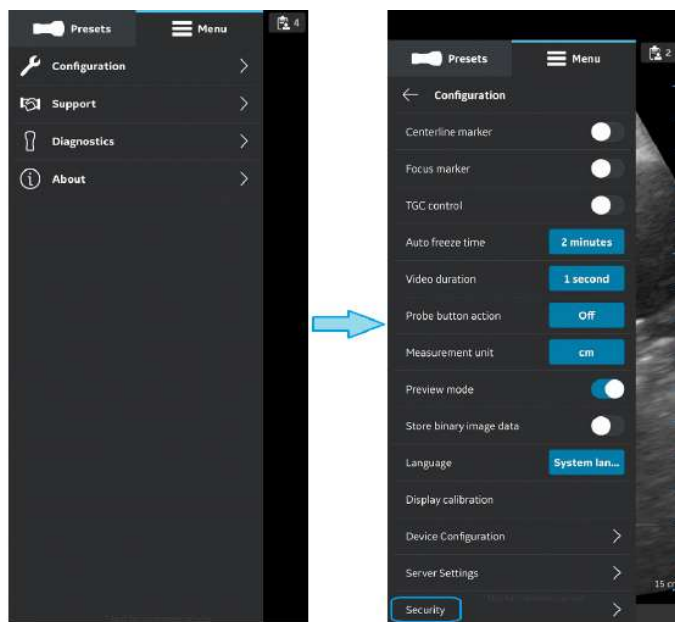 Presets Menu 4
Configuration
Support
Diagnostics
About
Presets Menu 2
Configuration
Centerline marker
Focus marker
TGC control
Auto freeze time 2 minutes
Video duration 1 second
Probe button action Off
Measurement unit cm
Preview mode
Store binary image data
Language System lan...
Display calibration
Device Configuration
Server Settings
15 cm
Security